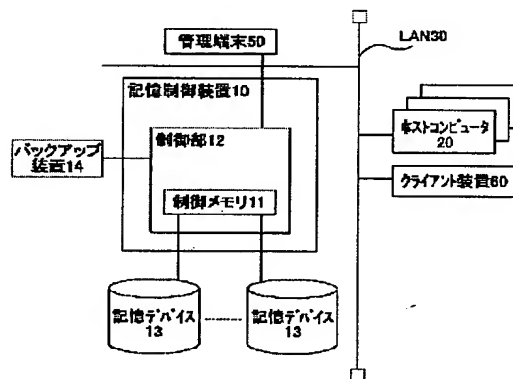 管理端末50
LAN30
記憶制御装置10
制御部12
バックアップ
装置14
ホストコンピュータ
20
制御メモリ11
クライアント装置60
記憶デバイス
13
記憶デバイス
13